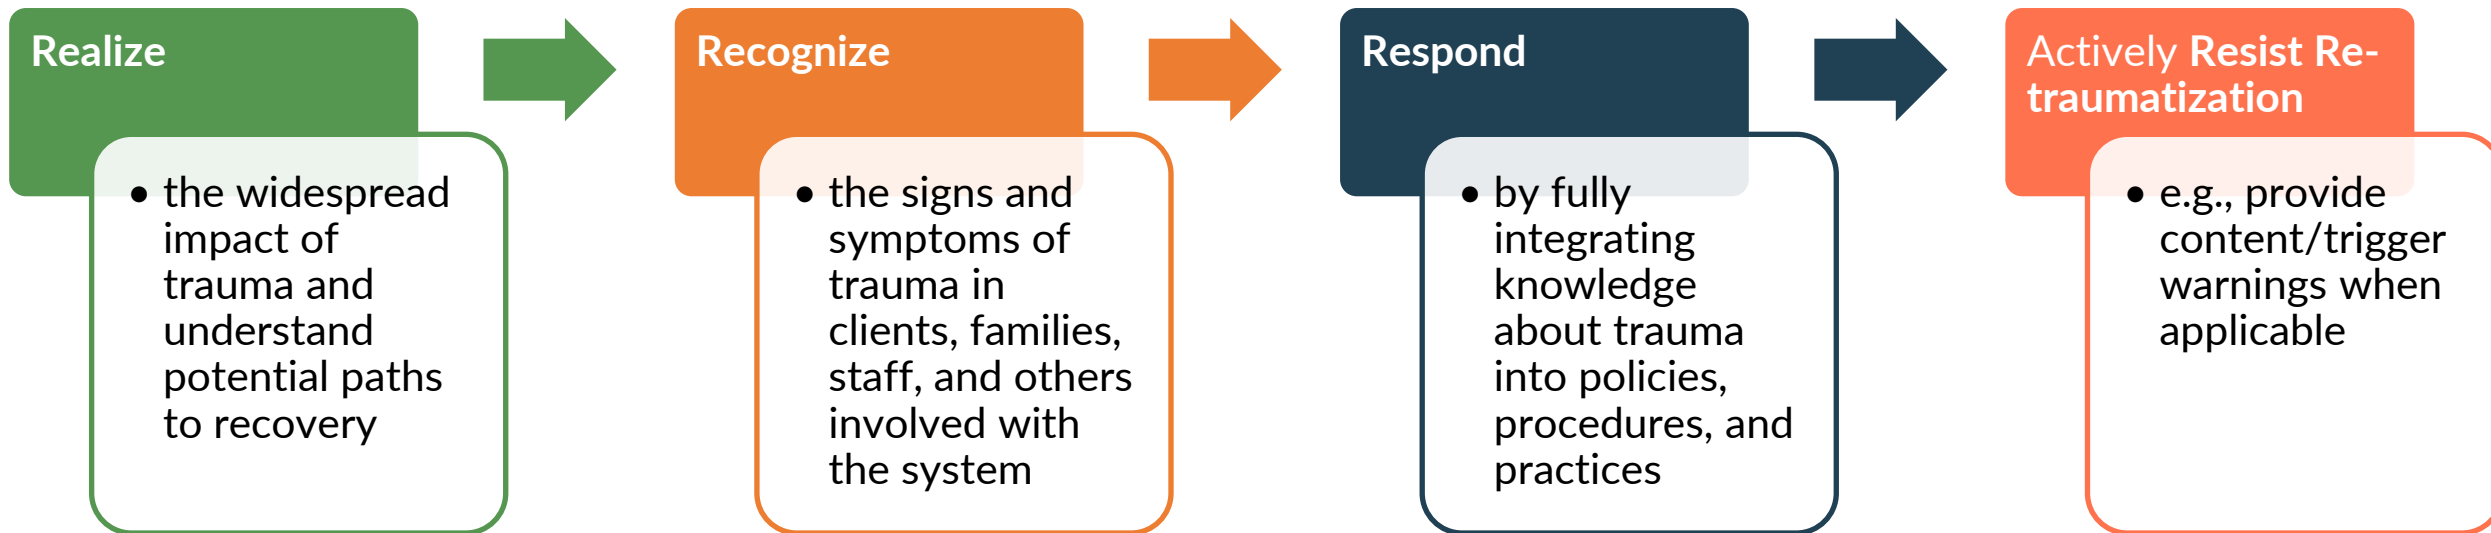 Realize
• the widespread
impact of
trauma and
understand
potential paths
to recovery
Recognize
• the signs and
symptoms of
trauma in
clients, families,
staff, and others
involved with
the system
Respond
• by fully
integrating
knowledge
about trauma
into policies,
procedures, and
practices
Actively Resist Re-
traumatization
• e.g., provide
content/trigger
warnings when
applicable